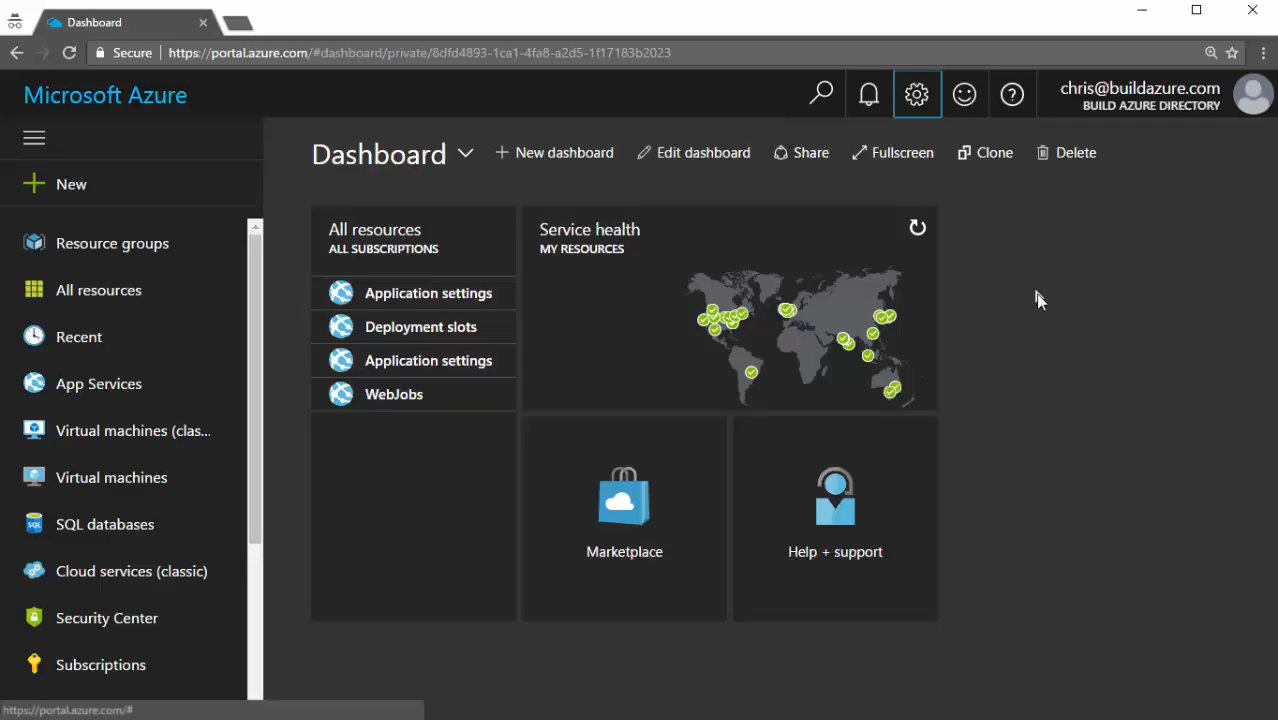 Dashboard
Secure
https://portal.azure.com/#dashboard/private/8dfd4893-1ca1-4fa8-a2d5-1f17183b2023
Microsoft Azure
chris@buildazure.com
BUILD AZURE DIRECTORY
Dashboard
New dashboard
Edit dashboard
Share
Fullscreen
Clone
Delete
New
Resource groups
All resources
Recent
App Services
Virtual machines (clas...
Virtual machines
SQL
SQL databases
Cloud services (classic)
Security Center
Subscriptions
All resources
ALL SUBSCRIPTIONS
Application settings
Deployment slots
Application settings
WebJobs
Service health
MY RESOURCES
Marketplace
Help + support
https://portal.azure.com/#